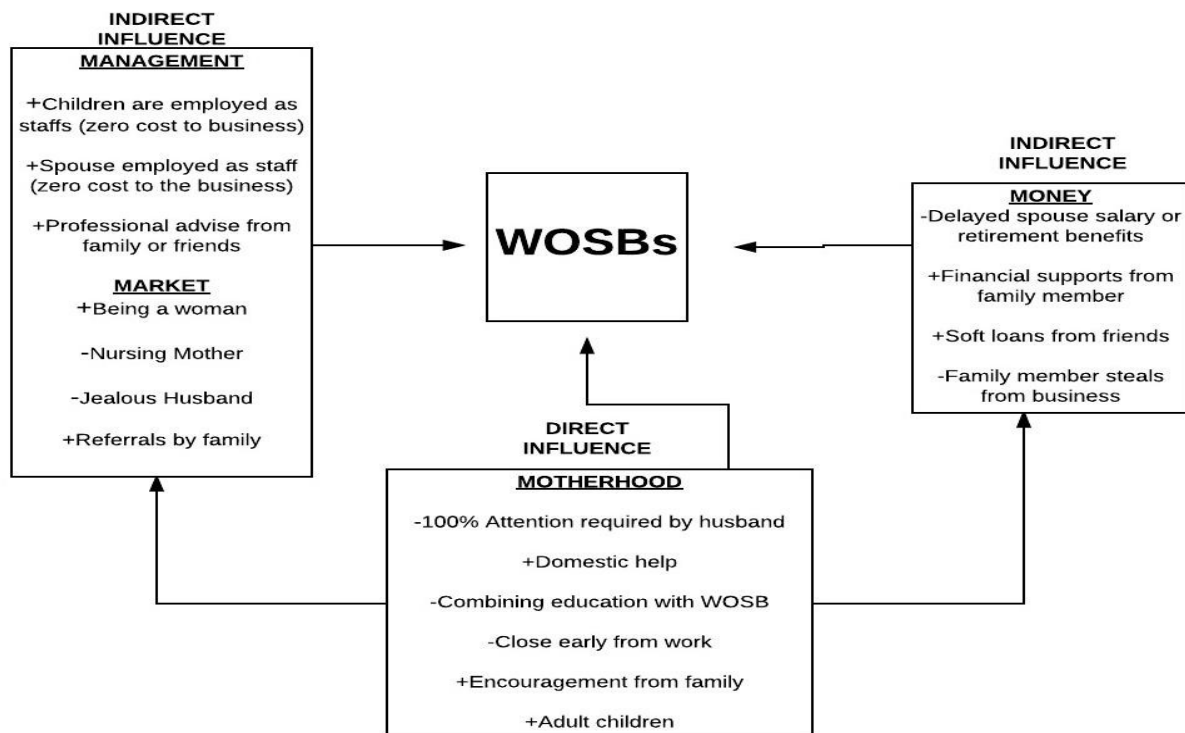 INDIRECT
INFLUENCE
MANAGEMENT
+Children are employed as
staffs (zero cost to business)
+Spouse employed as staff
(zero cost to the business)
+Professional advise from
family or friends
MARKET
+Being a woman
-Nursing Mother
-Jealous Husband
+Referrals by family
WOSBs
INDIRECT
INFLUENCE
MONEY
-Delayed spouse salary or
retirement benefits
+Financial supports from
family member
+Soft loans from friends
-Family member steals
from business
DIRECT
INFLUENCE
MOTHERHOOD
-100% Attention required by husband
+Domestic help
-Combining education with WOSB
-Close early from work
+Encouragement from family
+Adult children